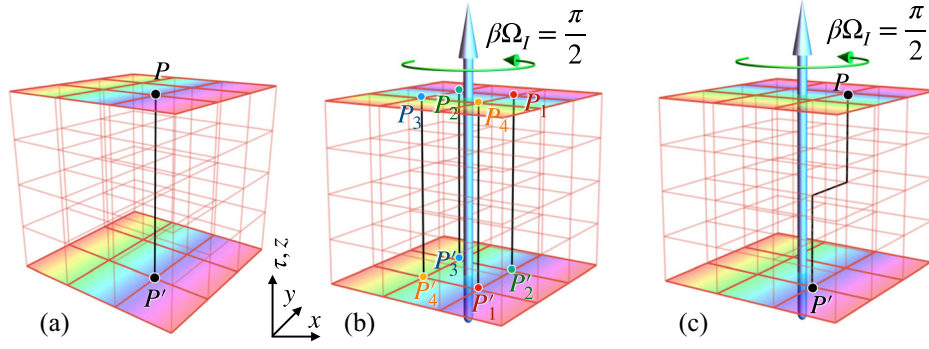 βΩ_I = π/2
βΩ_I = π/2
P
P_2
P_1
P
P_3
P_4
P'_3
P'_2
P'_4
P'
P'_1
P'
τ, z
y
x
(a)
(b)
(c)